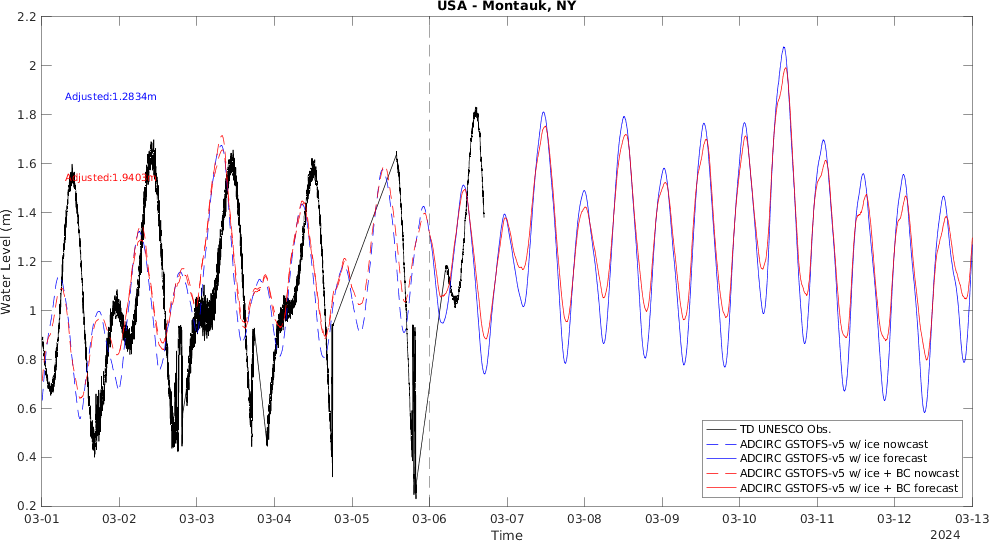 USA - Montauk, NY
2.2
2
1.8
1.6
1.4
1.2
1
0.8
0.6
0.4
0.2
Water Level (m)
Adjusted:1.2834m
Adjusted:1.9403m
TD UNESCO Obs.
ADCIRC GSTOFS-v5 w/ ice nowcast
ADCIRC GSTOFS-v5 w/ ice forecast
ADCIRC GSTOFS-v5 w/ ice + BC nowcast
ADCIRC GSTOFS-v5 w/ ice + BC forecast
03-01 03-02 03-03 03-04 03-05 03-06 03-07 03-08 03-09 03-10 03-11 03-12 03-13
Time
2024